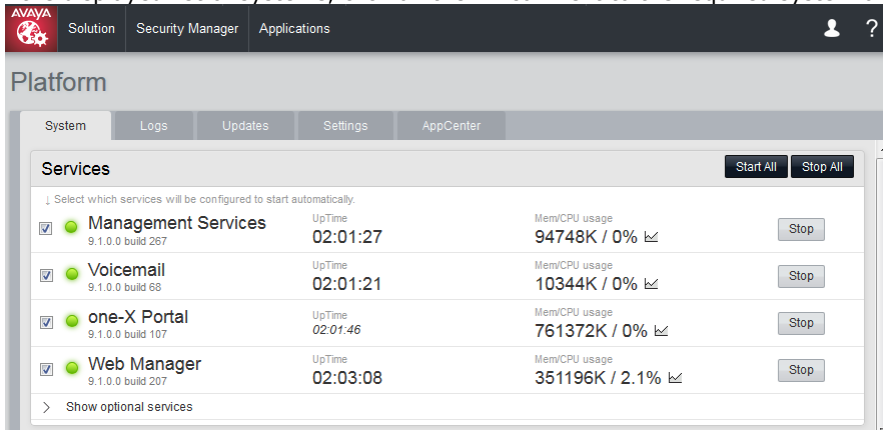 AVAYA
Solution Security Manager Applications ?
Platform
System Logs Updates Settings AppCenter
Services Start All Stop All
↓ Select which services will be configured to start automatically.
Management Services UpTime Mem/CPU usage Stop
9.1.0.0 build 267 02:01:27 94748K / 0%
Voicemail UpTime Mem/CPU usage Stop
9.1.0.0 build 68 02:01:21 10344K / 0%
one-X Portal UpTime Mem/CPU usage Stop
9.1.0.0 build 107 02:01:46 761372K / 0%
Web Manager UpTime Mem/CPU usage Stop
9.1.0.0 build 207 02:03:08 351196K / 2.1%
> Show optional services